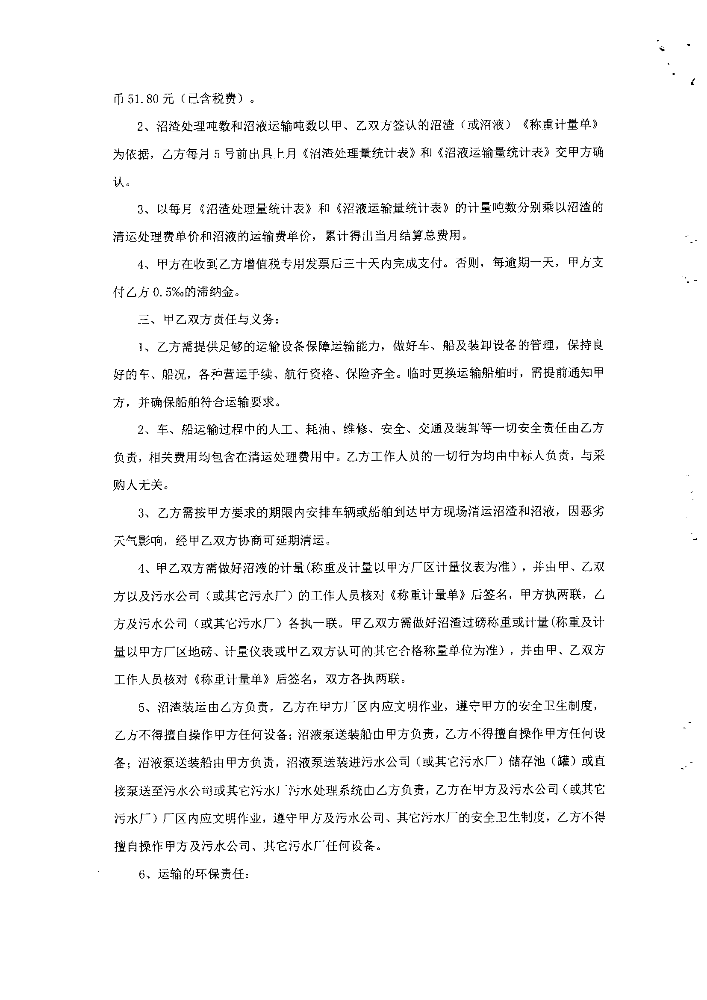 币 51.80 元（已含税费）。
2、沼渣处理吨数和沼液运输吨数以甲、乙双方签认的沼渣（或沼液）《称重计量单》
为依据，乙方每月 5 号前出具上月《沼渣处理量统计表》和《沼液运输量统计表》交甲方确
认。
3、以每月《沼渣处理量统计表》和《沼液运输量统计表》的计量吨数分别乘以沼渣的
清运处理费单价和沼液的运输费单价，累计得出当月结算总费用。
4、甲方在收到乙方增值税专用发票后三十天内完成支付。否则，每逾期一天，甲方支
付乙方 0.5‰的滞纳金。
三、甲乙双方责任与义务：
1、乙方需提供足够的运输设备保障运输能力，做好车、船及装卸设备的管理，保持良
好的车、船况，各种营运手续、航行资格、保险齐全。临时更换运输船舶时，需提前通知甲
方，并确保船舶符合运输要求。
2、车、船运输过程中的人工、耗油、维修、安全、交通及装卸等一切安全责任由乙方
负责，相关费用均包含在清运处理费用中。乙方工作人员的一切行为均由中标人负责，与采
购人无关。
3、乙方需按甲方要求的期限内安排车辆或船舶到达甲方现场清运沼渣和沼液，因恶劣
天气影响，经甲乙双方协商可延期清运。
4、甲乙双方需做好沼液的计量(称重及计量以甲方厂区计量仪表为准），并由甲、乙双
方以及污水公司（或其它污水厂）的工作人员核对《称重计量单》后签名，甲方执两联，乙
方及污水公司（或其它污水厂）各执一联。甲乙双方需做好沼渣过磅称重或计量(称重及计
量以甲方厂区地磅、计量仪表或甲乙双方认可的其它合格称量单位为准），并由甲、乙双方
工作人员核对《称重计量单》后签名，双方各执两联。
5、沼渣装运由乙方负责，乙方在甲方厂区内应文明作业，遵守甲方的安全卫生制度，
乙方不得擅自操作甲方任何设备；沼液泵送装船由甲方负责，乙方不得擅自操作甲方任何设
备；沼液泵送装船由甲方负责，沼液泵送装进污水公司（或其它污水厂）储存池（罐）或直
接泵送至污水公司或其它污水厂污水处理系统由乙方负责，乙方在甲方及污水公司（或其它
污水厂）厂区内应文明作业，遵守甲方及污水公司、其它污水厂的安全卫生制度，乙方不得
擅自操作甲方及污水公司、其它污水厂任何设备。
6、运输的环保责任：